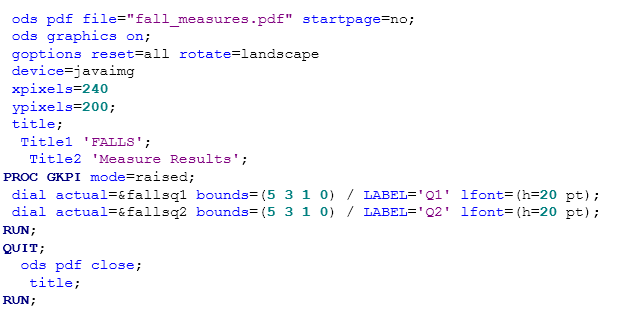 ods pdf file="fall_measures.pdf" startpage=no;
ods graphics on;
goptions reset=all rotate=landscape
device=javaimg
xpixels=240
ypixels=200;
title;
Title1 'FALLS';
Title2 'Measure Results';
PROC GKPI mode=raised;
dial actual=&fallsq1 bounds=(5 3 1 0) / LABEL='Q1' lfont=(h=20 pt);
dial actual=&fallsq2 bounds=(5 3 1 0) / LABEL='Q2' lfont=(h=20 pt);
RUN;
QUIT;
ods pdf close;
title;
RUN;